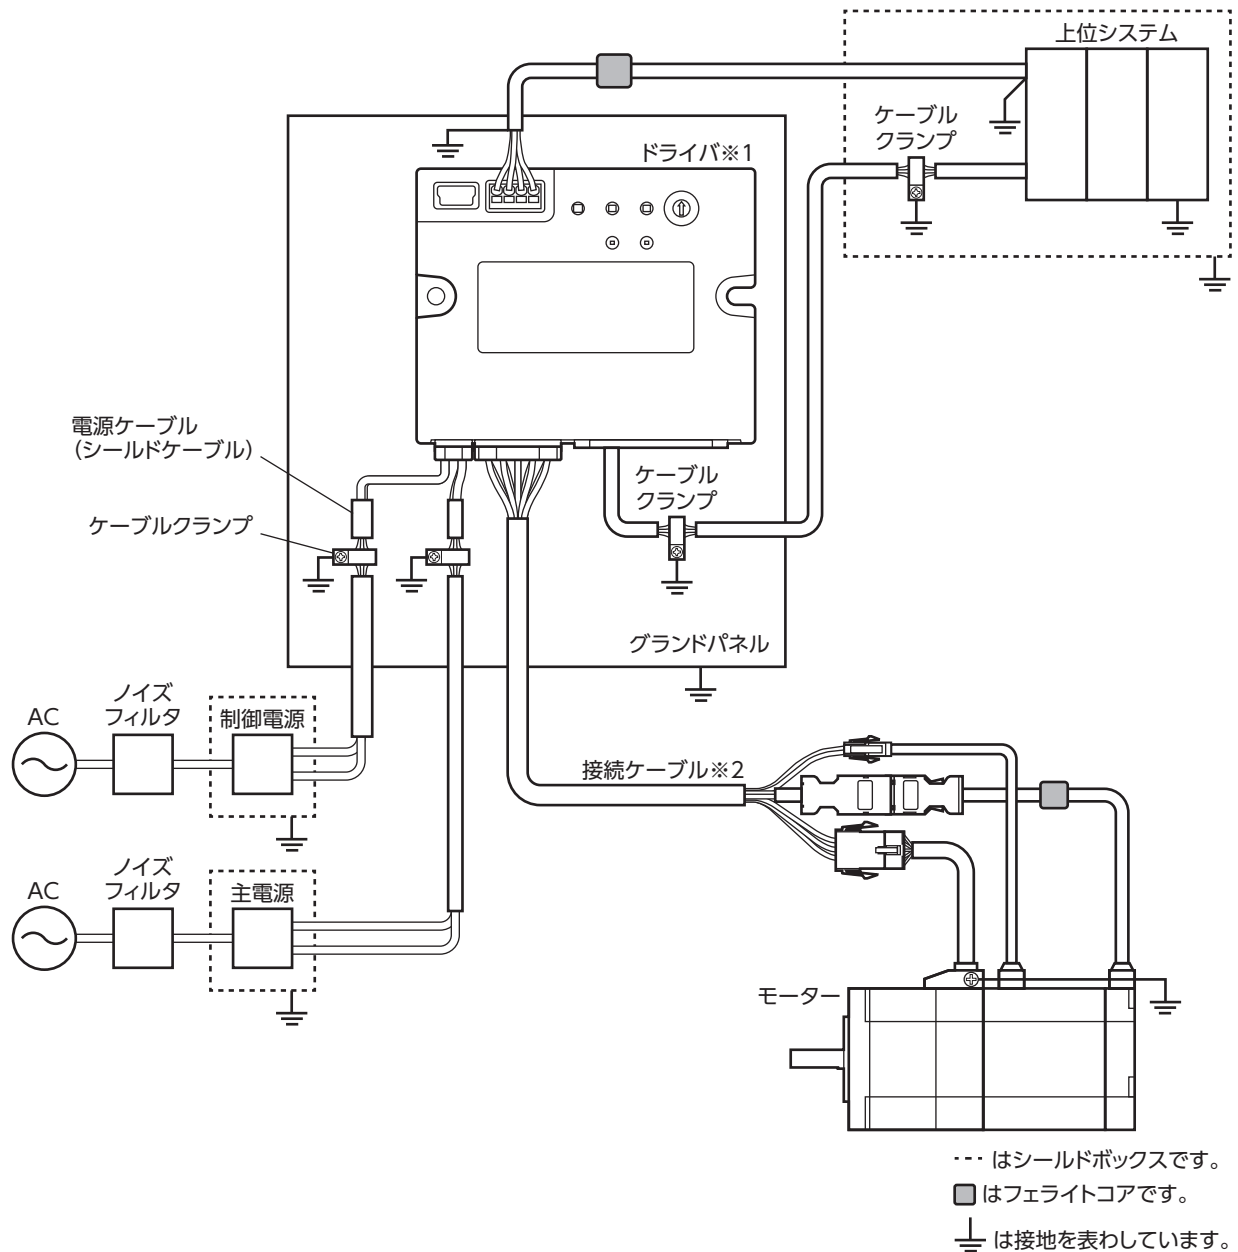 上位システム
ケーブル
クランプ
ドライバ※1
電源ケーブル
(シールドケーブル)
ケーブル
クランプ
ケーブルクランプ
グランドパネル
ノイズ
フィルタ
AC
制御電源
接続ケーブル※2
ノイズ
フィルタ
AC
主電源
モーター
はシールドボックスです。
はフェライトコアです。
は接地を表わしています。